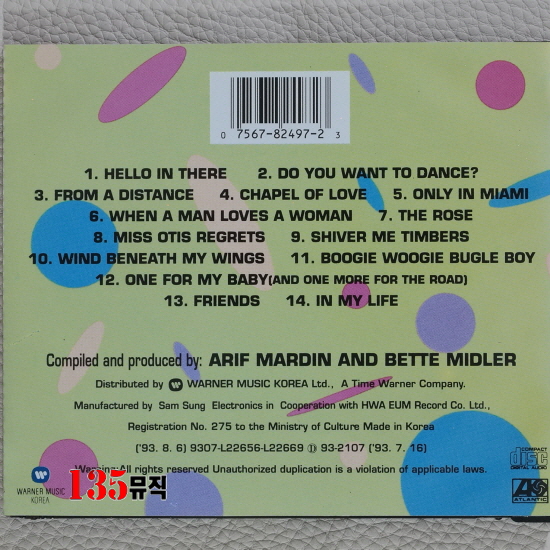 0 7567-82497-2 3
1. HELLO IN THERE 2. DO YOU WANT TO DANCE?
3. FROM A DISTANCE 4. CHAPEL OF LOVE 5. ONLY IN MIAMI
6. WHEN A MAN LOVES A WOMAN 7. THE ROSE
8. MISS OTIS REGRETS 9. SHIVER ME TIMBERS
10. WIND BENEATH MY WINGS 11. BOOGIE WOOGIE BUGLE BOY
12. ONE FOR MY BABY(AND ONE MORE FOR THE ROAD)
13. FRIENDS 14. IN MY LIFE
Compiled and produced by: ARIF MARDIN AND BETTE MIDLER
Distributed by WARNER MUSIC KOREA Ltd., A Time Warner Company.
Manufactured by Sam Sung Electronics in Cooperation with HWA EUM Record Co. Ltd.,
Registration No. 275 to the Ministry of Culture Made in Korea
('93. 8. 6) 9307-L22656-L22669 Ⓓ 93-2107 ('93. 7. 16)
Warning:All rights reserved Unauthorized duplication is a violation of applicable laws.
WARNER MUSIC
KOREA
135뮤직
COMPACT
disc
DIGITAL AUDIO
ATLANTIC